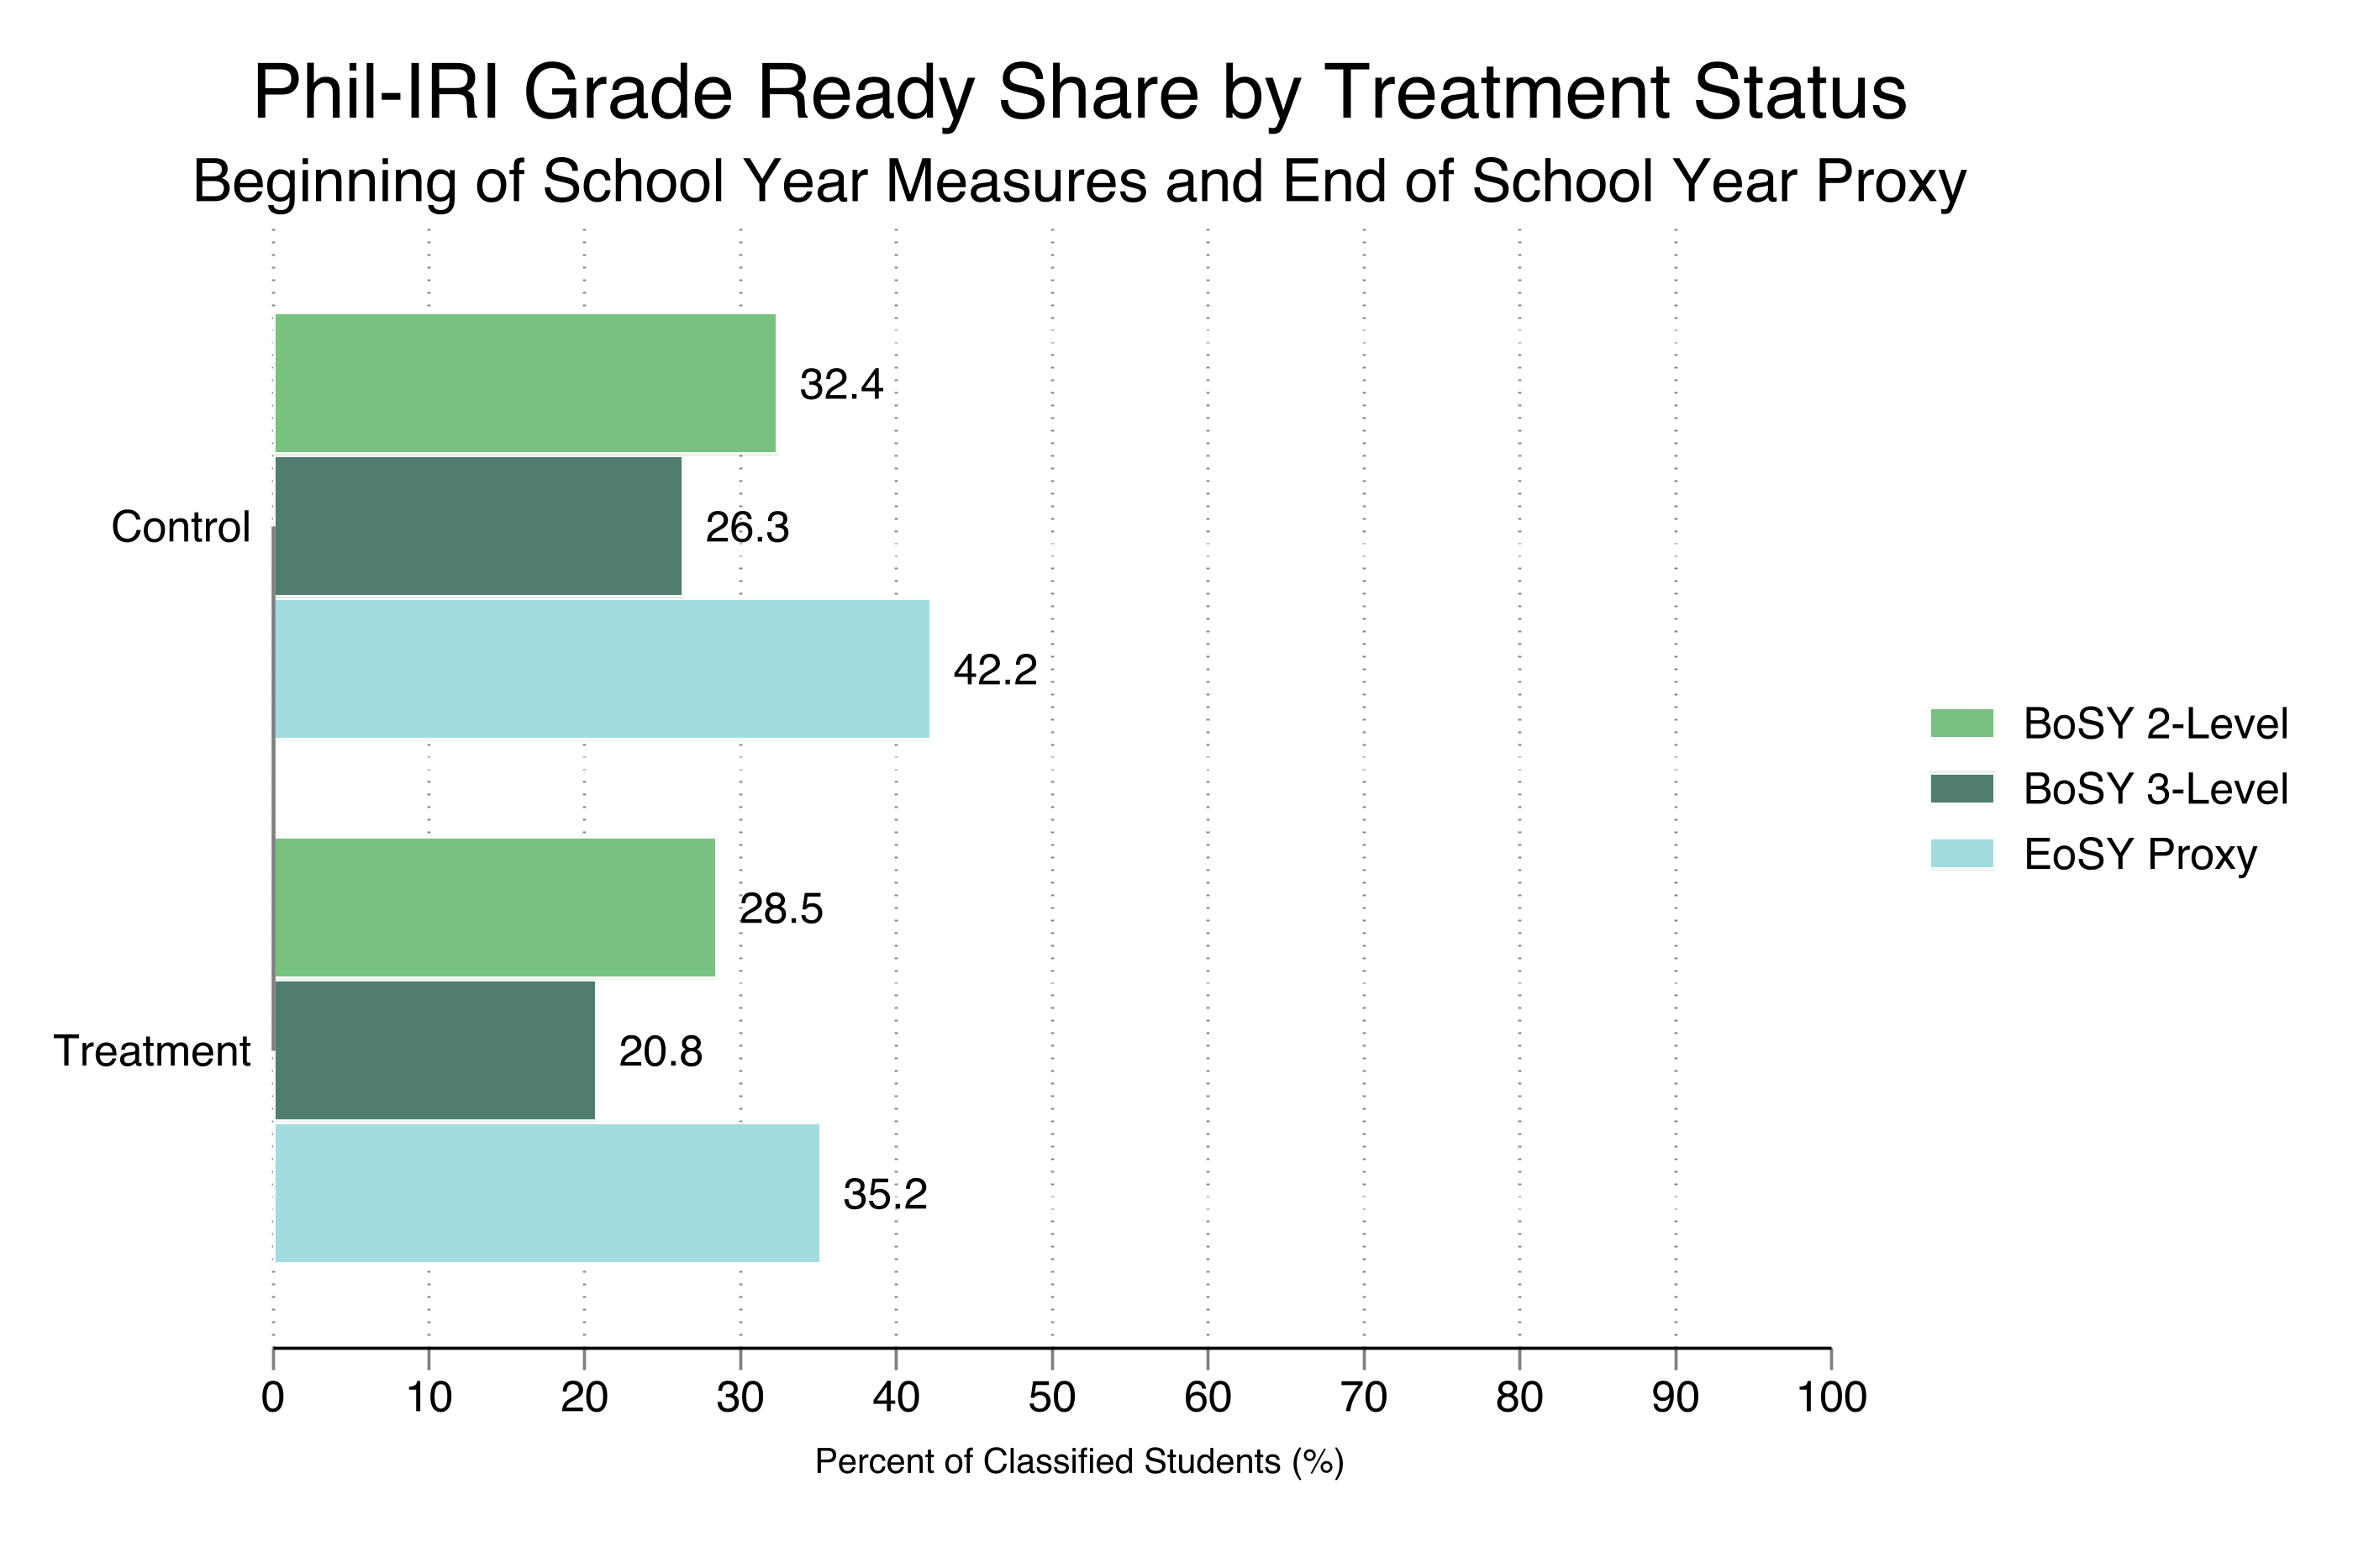 Phil-IRI Grade Ready Share by Treatment Status
Beginning of School Year Measures and End of School Year Proxy
32.4
Control
26.3
42.2
BoSY 2-Level
BoSY 3-Level
EoSY Proxy
28.5
Treatment
20.8
35.2
0 10 20 30 40 50 60 70 80 90 100
Percent of Classified Students (%)